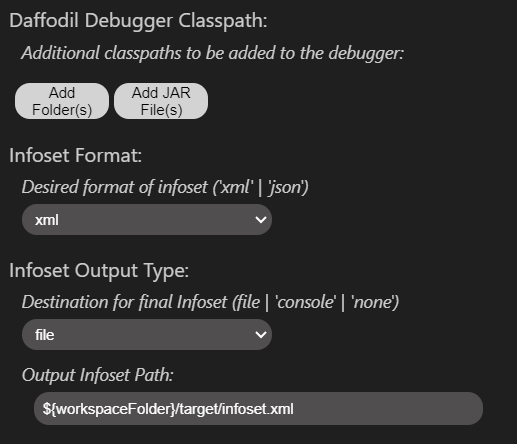 Daffodil Debugger Classpath:
Additional classpaths to be added to the debugger:
Add
Folder(s)
Add JAR
File(s)
Infoset Format:
Desired format of infoset ('xml' | 'json')
xml
Infoset Output Type:
Destination for final Infoset (file | 'console' | 'none')
file
Output Infoset Path:
${workspaceFolder}/target/infoset.xml